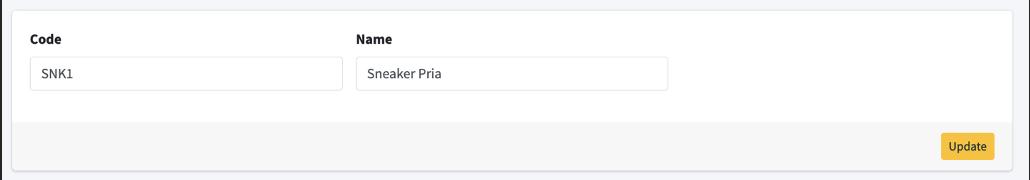 Code Name
SNK1 Sneaker Pria
Update